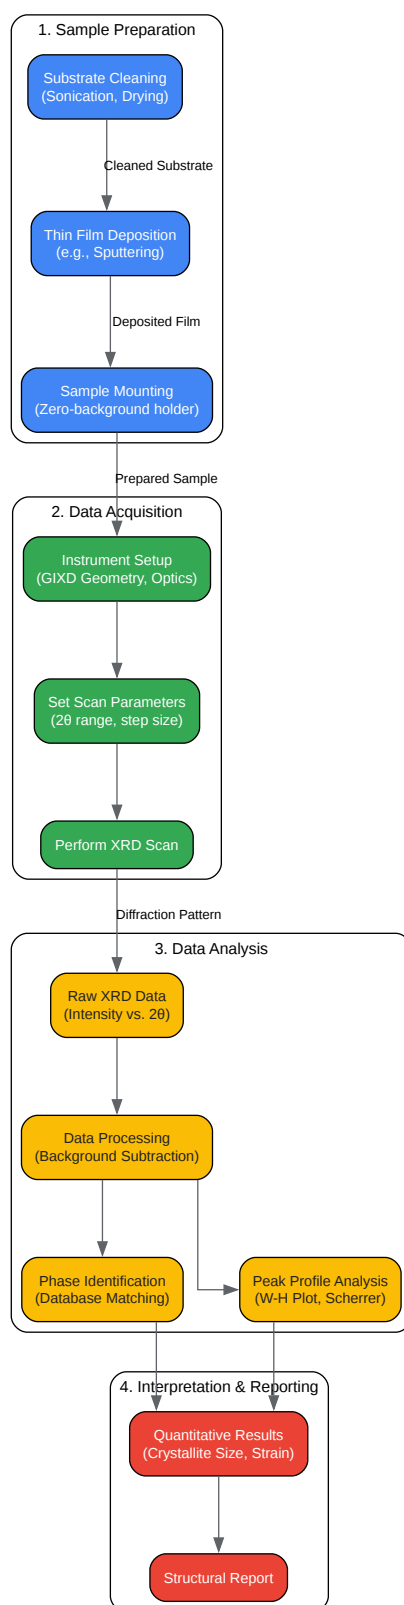 1. Sample Preparation
Substrate Cleaning
(Sonication, Drying)
Cleaned Substrate
Thin Film Deposition
(e.g., Sputtering)
Deposited Film
Sample Mounting
(Zero-background holder)
Prepared Sample
2. Data Acquisition
Instrument Setup
(GIXD Geometry, Optics)
Set Scan Parameters
(2θ range, step size)
Perform XRD Scan
Diffraction Pattern
3. Data Analysis
Raw XRD Data
(Intensity vs. 2θ)
Data Processing
(Background Subtraction)
Phase Identification
(Database Matching)
Peak Profile Analysis
(W-H Plot, Scherrer)
4. Interpretation & Reporting
Quantitative Results
(Crystallite Size, Strain)
Structural Report